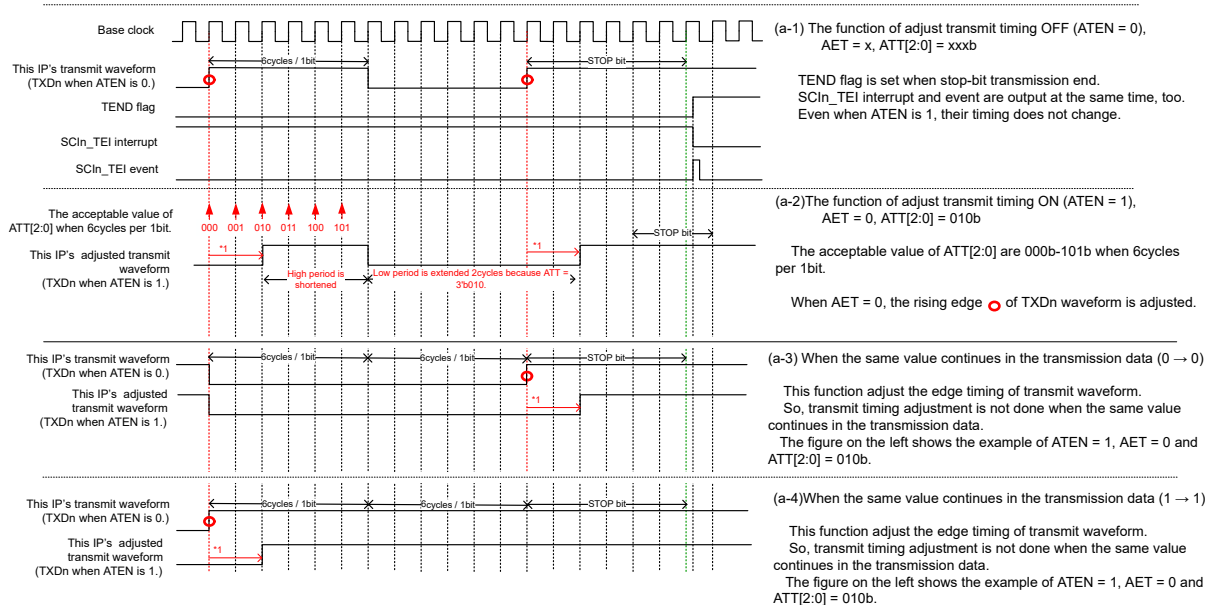 Base clock
6cycles / 1bit
STOP bit
This IP's transmit waveform
(TXDn when ATEN is 0.)
TEND flag
SCIn_TEI interrupt
SCIn_TEI event
(a-1) The function of adjust transmit timing OFF (ATEN = 0),
AET = x, ATT[2:0] = xxxb
TEND flag is set when stop-bit transmission end.
SCIn_TEI interrupt and event are output at the same time, too.
Even when ATEN is 1, their timing does not change.
The acceptable value of
ATT[2:0] when 6cycles per 1bit.
000 001 010 011 100 101
*1
*1
STOP bit
This IP's adjusted transmit
waveform
(TXDn when ATEN is 1.)
High period is
shortened
Low period is extended 2cycles because ATT =
3'b010.
(a-2)The function of adjust transmit timing ON (ATEN = 1),
AET = 0, ATT[2:0] = 010b
The acceptable value of ATT[2:0] are 000b-101b when 6cycles
per 1bit.
When AET = 0, the rising edge of TXDn waveform is adjusted.
This IP's transmit waveform
(TXDn when ATEN is 0.)
6cycles / 1bit
6cycles / 1bit
STOP bit
This IP's adjusted
transmit waveform
(TXDn when ATEN is 1.)
*1
(a-3) When the same value continues in the transmission data (0 → 0)
This function adjust the edge timing of transmit waveform.
So, transmit timing adjustment is not done when the same value
continues in the transmission data.
The figure on the left shows the example of ATEN = 1, AET = 0 and
ATT[2:0] = 010b.
This IP's transmit waveform
(TXDn when ATEN is 0.)
6cycles / 1bit
6cycles / 1bit
STOP bit
This IP's adjusted
transmit waveform
(TXDn when ATEN is 1.)
*1
(a-4)When the same value continues in the transmission data (1 → 1)
This function adjust the edge timing of transmit waveform.
So, transmit timing adjustment is not done when the same value
continues in the transmission data.
The figure on the left shows the example of ATEN = 1, AET = 0 and
ATT[2:0] = 010b.